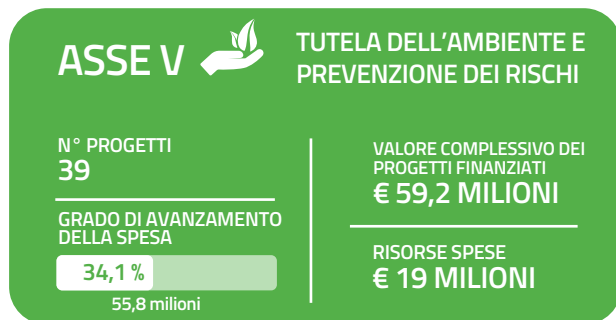 ASSE V
TUTELA DELL'AMBIENTE E
PREVENZIONE DEI RISCHI
N° PROGETTI
39
GRADO DI AVANZAMENTO
DELLA SPESA
34,1 %
55,8 milioni
VALORE COMPLESSIVO DEI
PROGETTI FINANZIATI
€ 59,2 MILIONI
RISORSE SPESE
€ 19 MILIONI